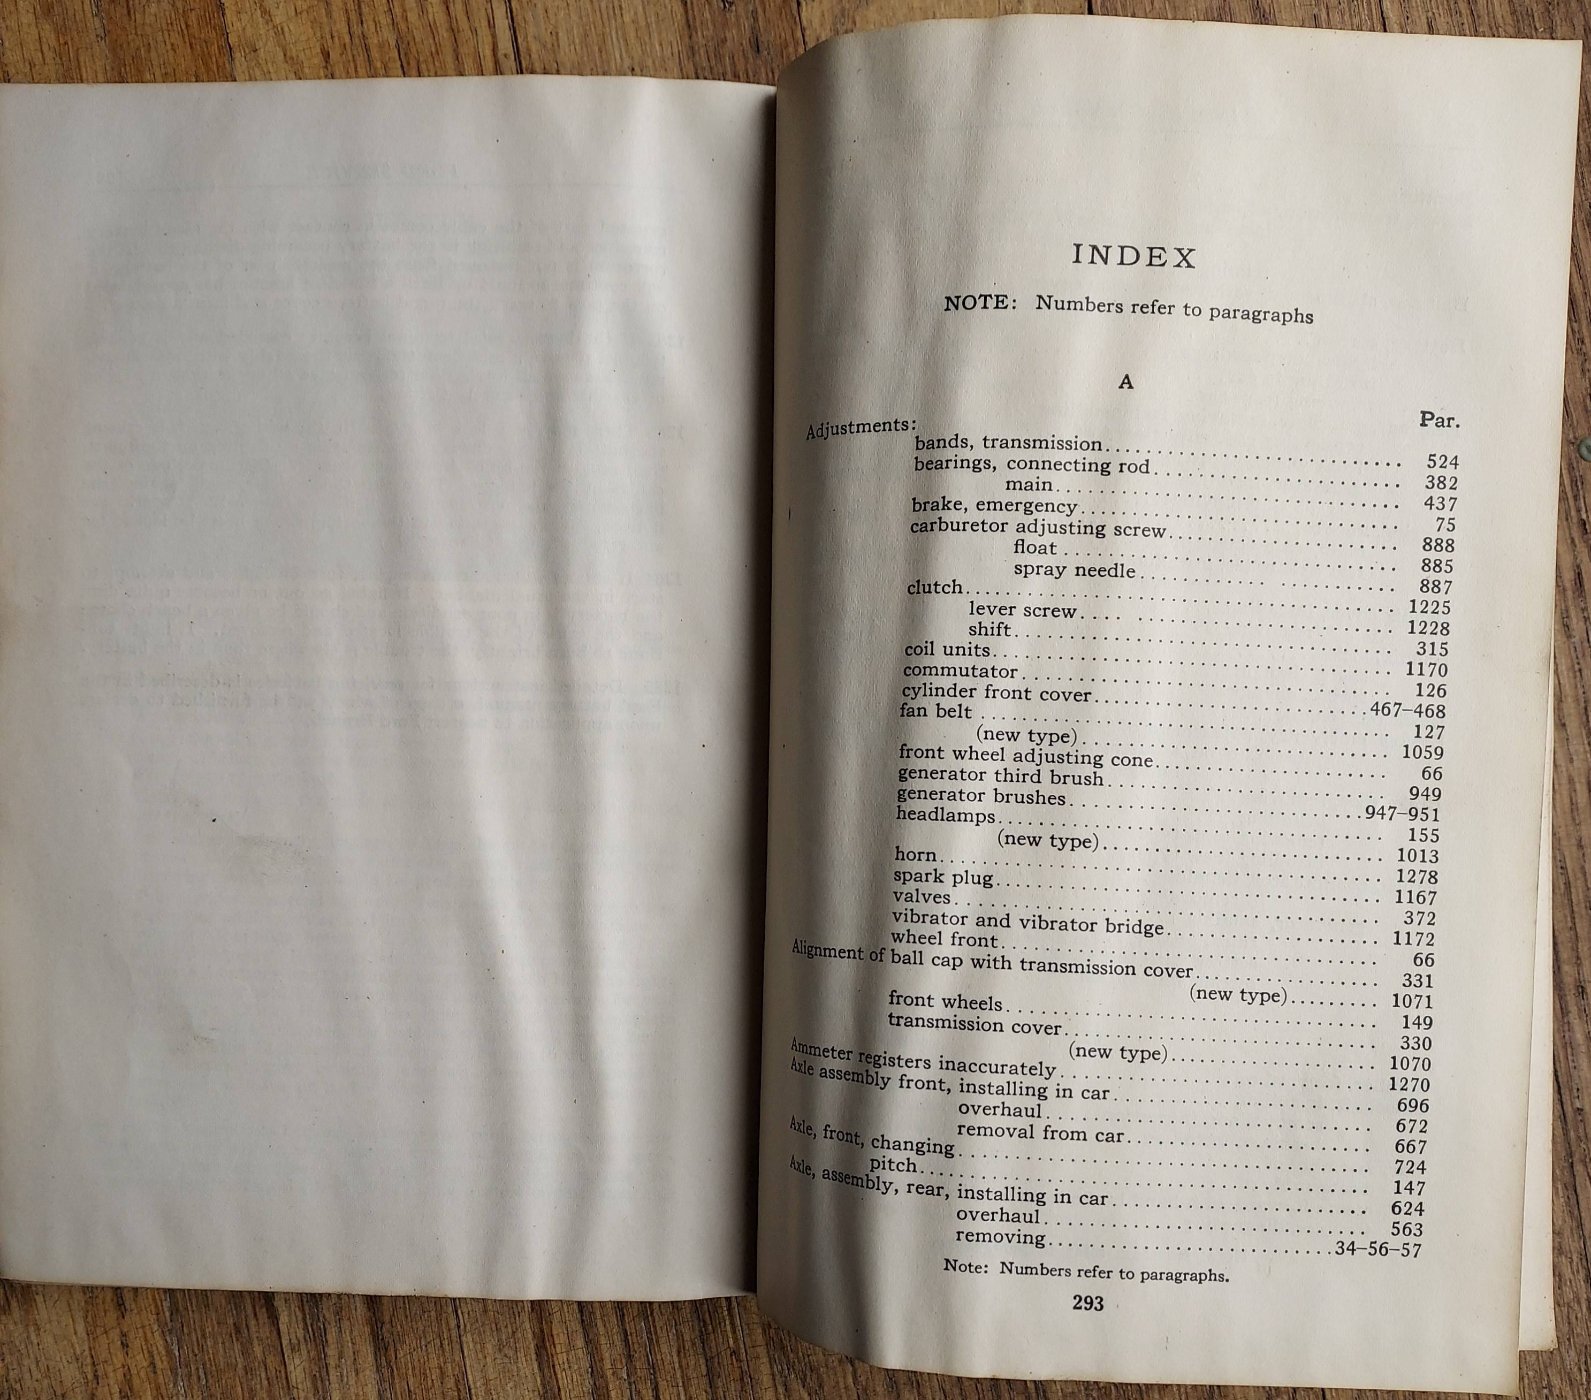 INDEX
NOTE: Numbers refer to paragraphs
A
Par.
Adjustments:
bands, transmission........ 524
bearings, connecting rod........ 382
main........ 437
brake, emergency........ 75
carburetor adjusting screw........ 888
float........ 885
spray needle........ 887
clutch........ 1225
lever screw........ 1228
shift........ 315
coil units........ 1170
commutator........ 126
cylinder front cover........467–468
fan belt........ 127
(new type)........ 1059
front wheel adjusting cone........ 66
generator third brush........ 949
generator brushes........947–951
headlamps........ 155
(new type)........ 1013
horn........ 1278
spark plug........ 1167
valves........ 372
vibrator and vibrator bridge........ 1172
wheel front........ 66
Alignment of ball cap with transmission cover........ 331
(new type)........ 1071
front wheels........ 149
transmission cover........ 330
(new type)........ 1070
Ammeter registers inaccurately........ 1270
Axle assembly front, installing in car........ 696
overhaul........ 672
removal from car........ 667
Axle, front, changing........ 724
pitch........ 147
Axle, assembly, rear, installing in car........ 624
overhaul........ 563
removing........34–56–57
Note: Numbers refer to paragraphs.
293